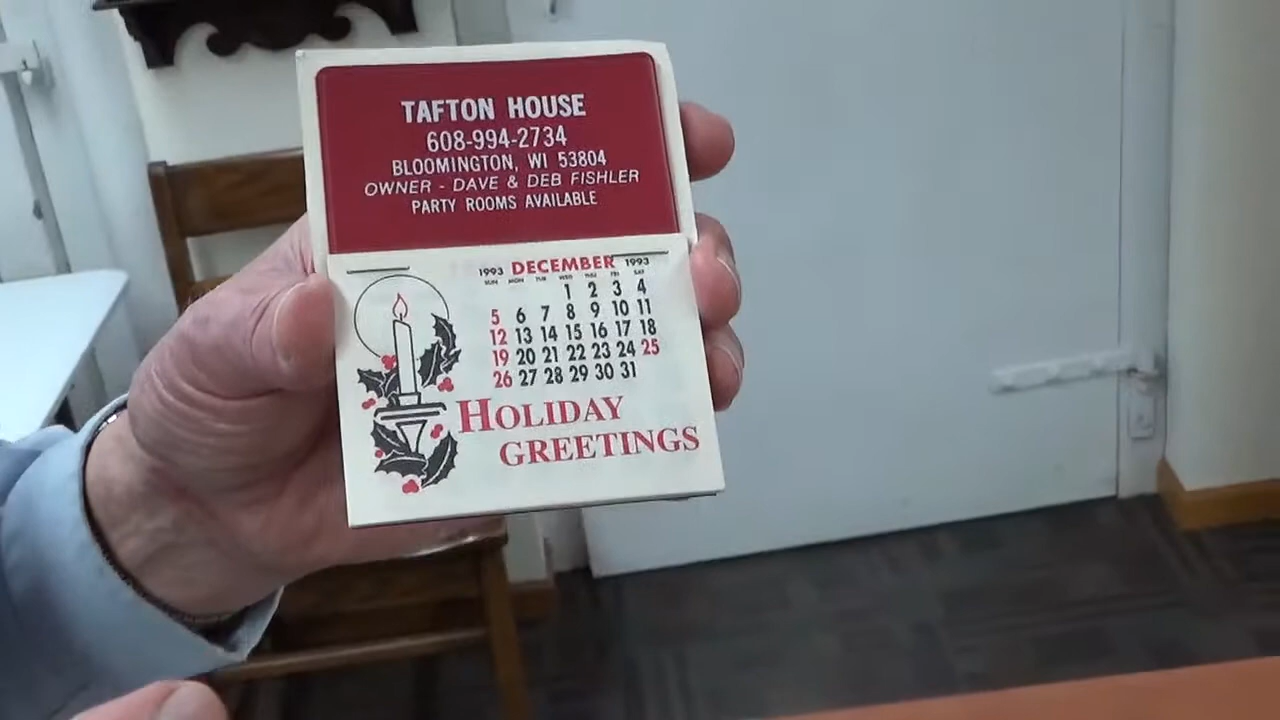 TAFTON HOUSE
608-994-2734
BLOOMINGTON, WI 53804
OWNER - DAVE & DEB FISHLER
PARTY ROOMS AVAILABLE
1993 DECEMBER 1993
SUN MON TUE WED THU FRI SAT
1 2 3 4
5 6 7 8 9 10 11
12 13 14 15 16 17 18
19 20 21 22 23 24 25
26 27 28 29 30 31
HOLIDAY
GREETINGS